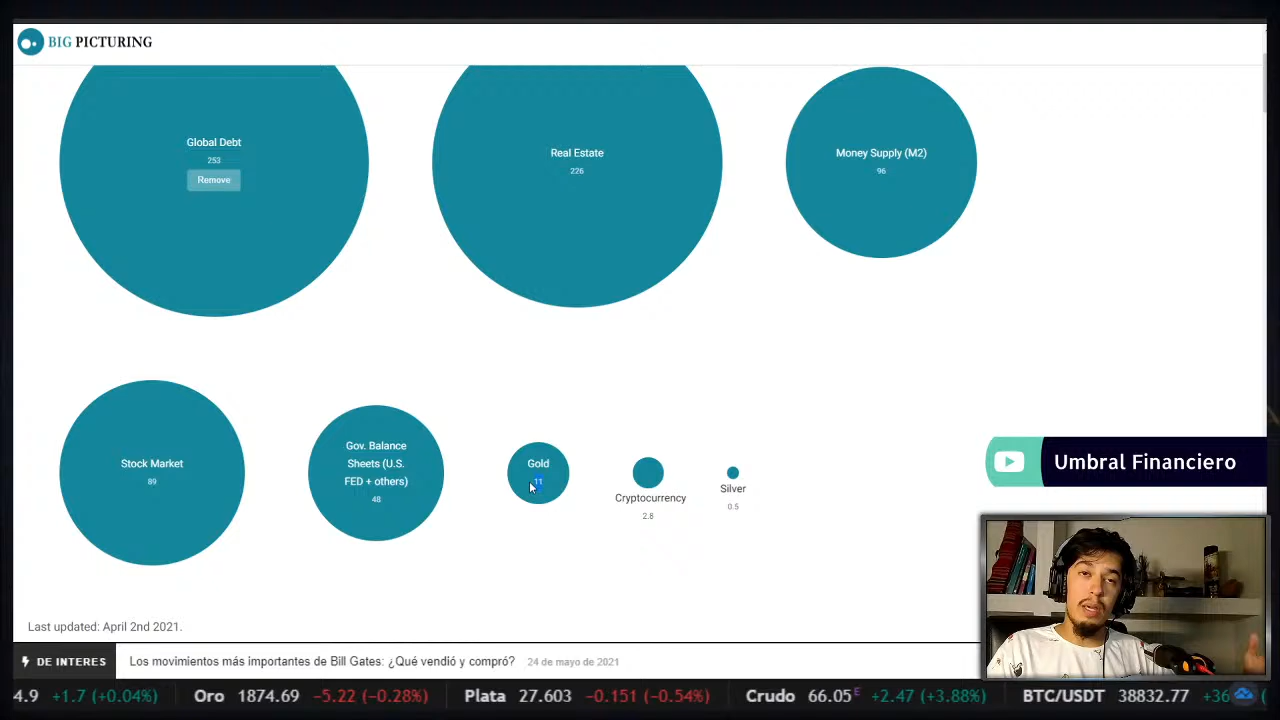 BIG PICTURING
Global Debt
253
Remove
Real Estate
226
Money Supply (M2)
96
Stock Market
89
Gov. Balance
Sheets (U.S.
FED + others)
48
Gold
11
Cryptocurrency
2.8
Silver
0.5
Umbral Financiero
Last updated: April 2nd 2021.
DE INTERES
Los movimientos más importantes de Bill Gates: ¿Qué vendió y compró? 24 de mayo de 2021
4.9 +1.7 (+0.04%) Oro 1874.69 −5.22 (−0.28%) Plata 27.603 −0.151 (−0.54%) Crudo 66.05 E +2.47 (+3.88%) BTC/USDT 38832.77 +36